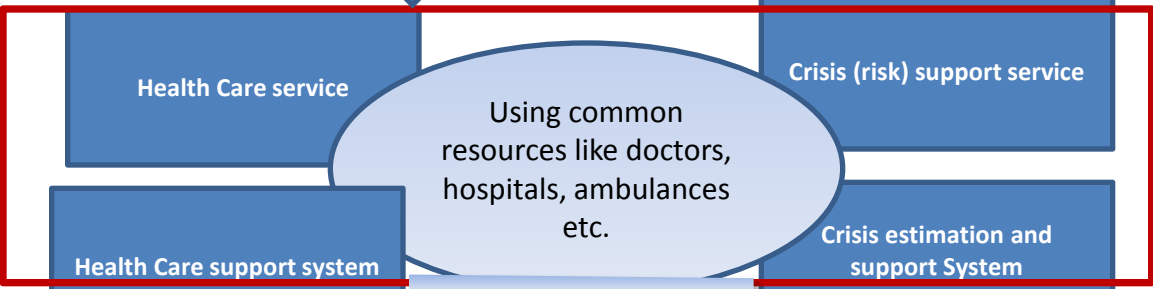 Health Care service
Using common
resources like doctors,
hospitals, ambulances
etc.
Crisis (risk) support service
Health Care support system
Crisis estimation and
support System